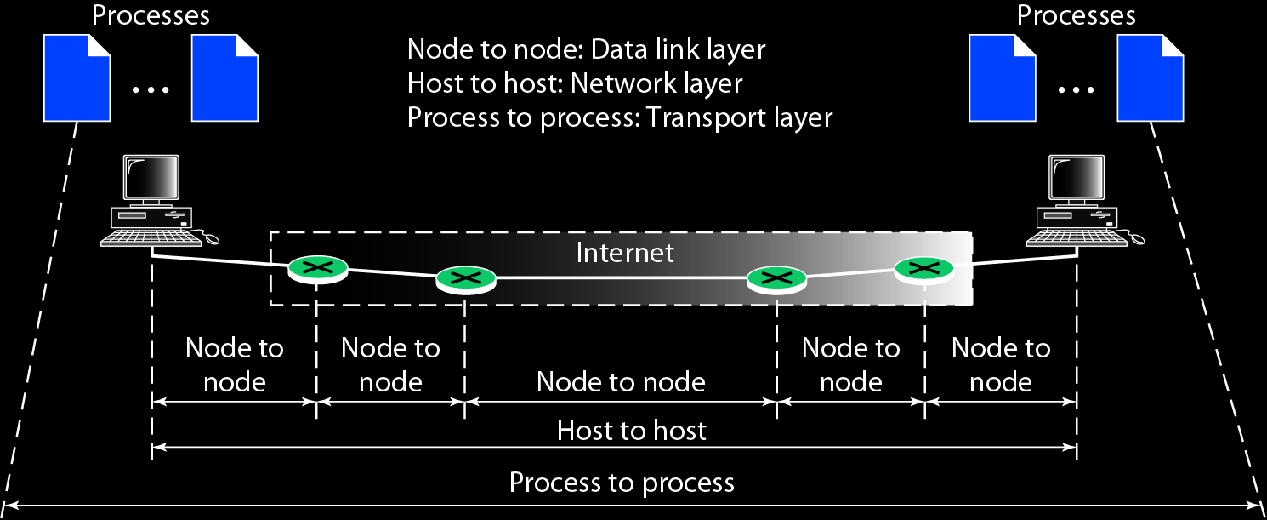 Processes
Processes
Node to node: Data link layer
Host to host: Network layer
Process to process: Transport layer
...
...
Internet
Node to
node
Node to
node
Node to node
Node to
node
Node to
node
Host to host
Process to process